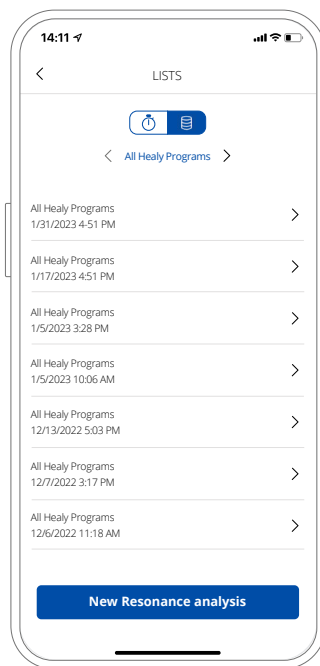 14:11
LISTS
All Healy Programs
All Healy Programs
1/31/2023 4-51 PM
All Healy Programs
1/17/2023 4:51 PM
All Healy Programs
1/5/2023 3:28 PM
All Healy Programs
1/5/2023 10:06 AM
All Healy Programs
12/13/2022 5:03 PM
All Healy Programs
12/7/2022 3:17 PM
All Healy Programs
12/6/2022 11:18 AM
New Resonance analysis